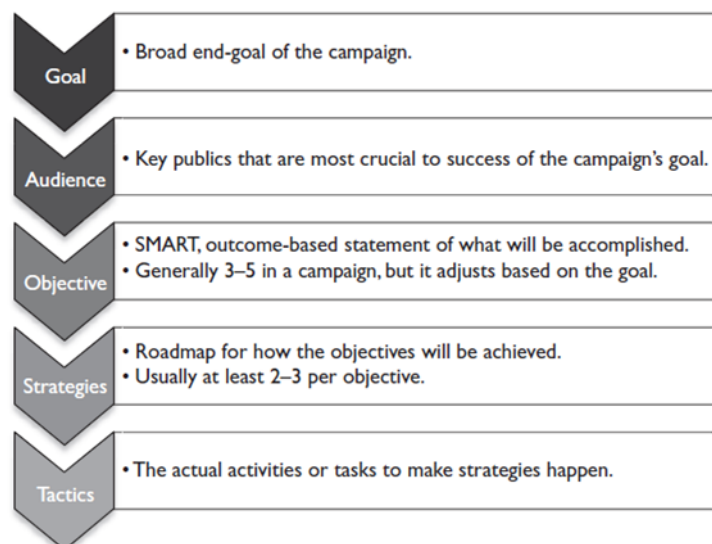 Goal
• Broad end-goal of the campaign.
Audience
• Key publics that are most crucial to success of the campaign's goal.
Objective
• SMART, outcome-based statement of what will be accomplished.
• Generally 3–5 in a campaign, but it adjusts based on the goal.
Strategies
• Roadmap for how the objectives will be achieved.
• Usually at least 2–3 per objective.
Tactics
• The actual activities or tasks to make strategies happen.